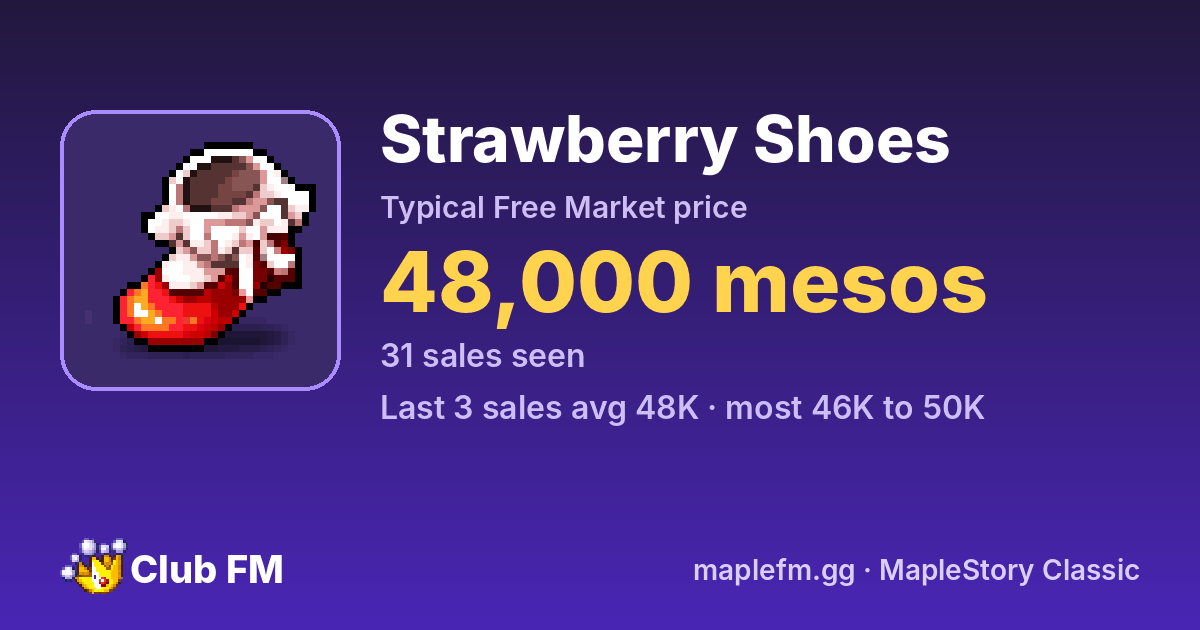 Strawberry Shoes
Typical Free Market price
48,000 mesos
31 sales seen
Last 3 sales avg 48K · most 46K to 50K
Club FM
maplefm.gg · MapleStory Classic